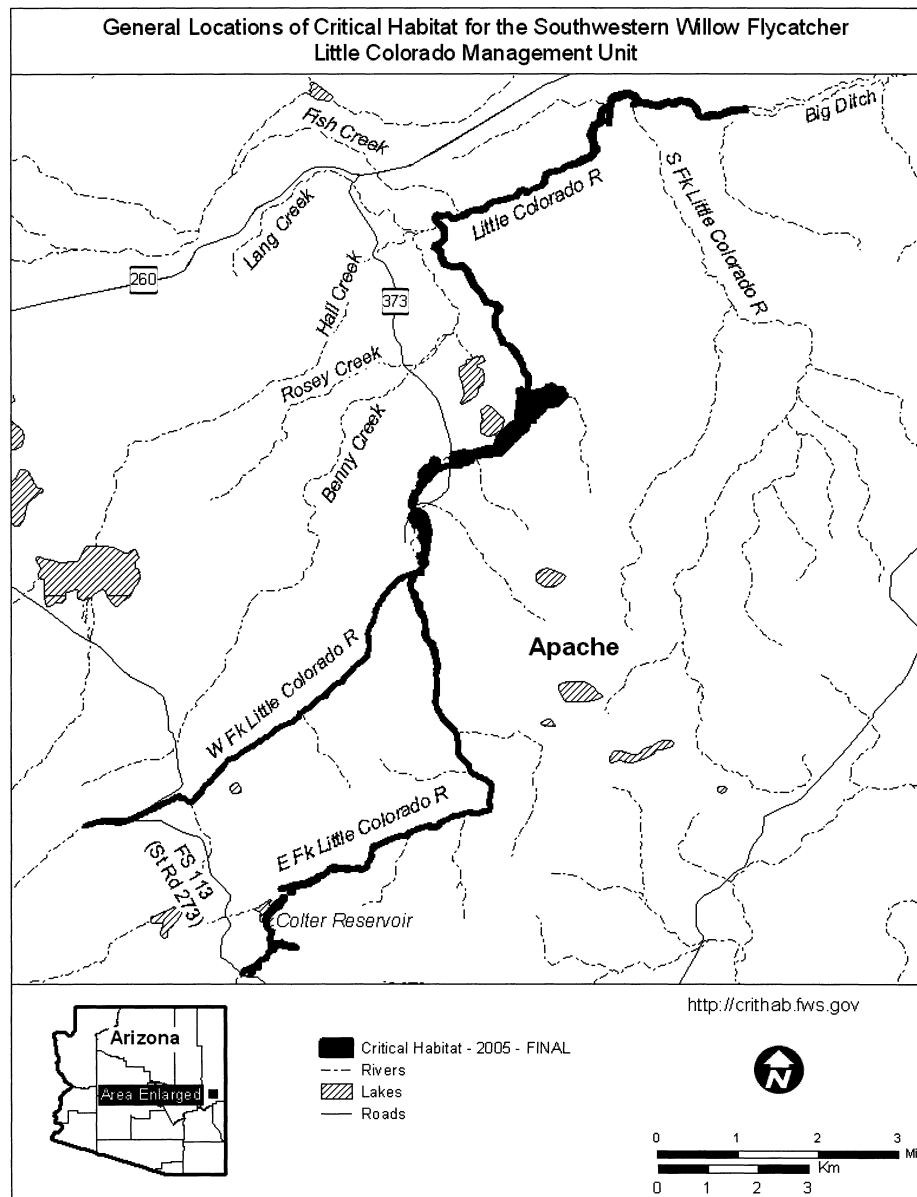 General Locations of Critical Habitat for the Southwestern Willow Flycatcher
Little Colorado Management Unit
Fish Creek
Big Ditch
Lang Creek
Little Colorado R
S Fk Little Colorado R
260
Hall Creek
373
Rosey Creek
Benny Creek
Apache
W Fk Little Colorado R
E Fk Little Colorado R
FS 113
(St Rd 273)
Colter Reservoir
http://crithab.fws.gov
Arizona
Area Enlarged
Critical Habitat - 2005 - FINAL
Rivers
Lakes
Roads
N
0 1 2 3
Mi
Km
0 1 2 3